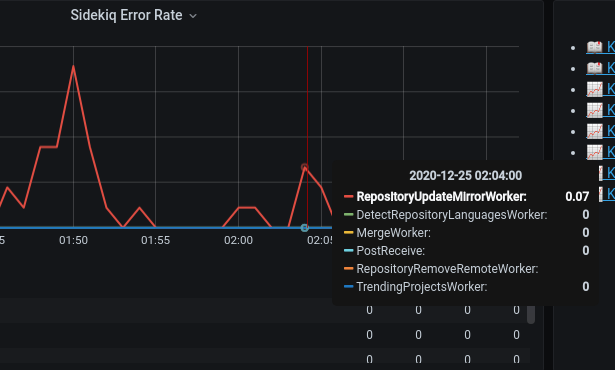 Sidekiq Error Rate
K
K
K
K
K
K
K
K
2020-12-25 02:04:00
RepositoryUpdateMirrorWorker: 0.07
DetectRepositoryLanguagesWorker: 0
MergeWorker: 0
PostReceive: 0
RepositoryRemoveRemoteWorker:
TrendingProjectsWorker: 0
5 01:50 01:55 02:00 02:05
0 0 0 0
0 0 0 0
0 0 0 0